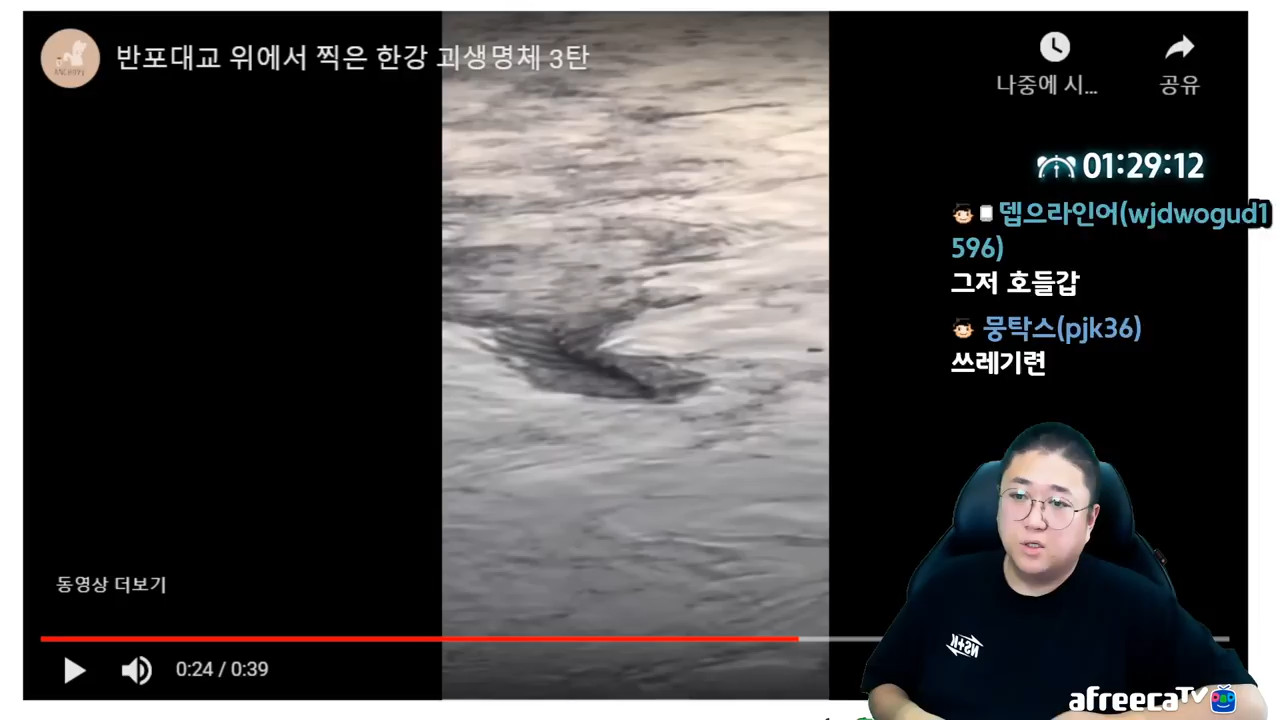 반포대교 위에서 찍은 한강 괴생명체 3탄
나중에 시...
공유
01:29:12
뎁으라인어(wjdwogud1
596)
그저 호들갑
뭉탁스(pjk36)
쓰레기련
동영상 더보기
0:24 / 0:39
afreecaTV